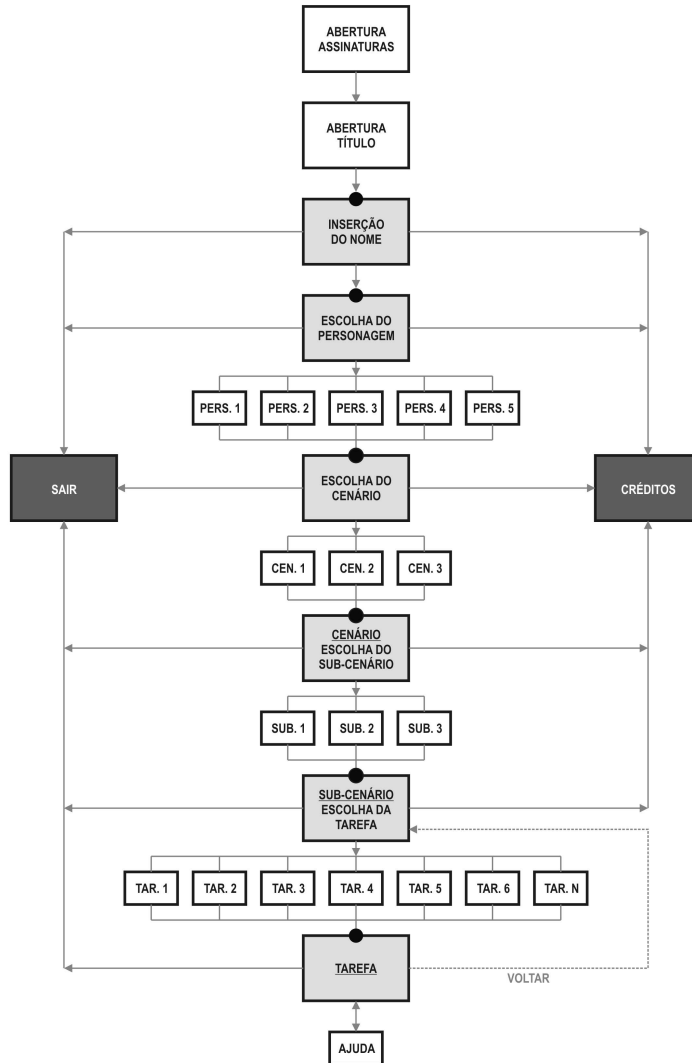 ABERTURA
ASSINATURAS
ABERTURA
TÍTULO
INSERÇÃO
DO NOME
ESCOLHA DO
PERSONAGEM
PERS. 1
PERS. 2
PERS. 3
PERS. 4
PERS. 5
SAIR
ESCOLHA DO
CENÁRIO
CRÉDITOS
CEN. 1
CEN. 2
CEN. 3
CENÁRIO
ESCOLHA DO
SUB-CENÁRIO
SUB. 1
SUB. 2
SUB. 3
SUB-CENÁRIO
ESCOLHA DA
TAREFA
TAR. 1
TAR. 2
TAR. 3
TAR. 4
TAR. 5
TAR. 6
TAR. N
TAREFA
VOLTAR
AJUDA